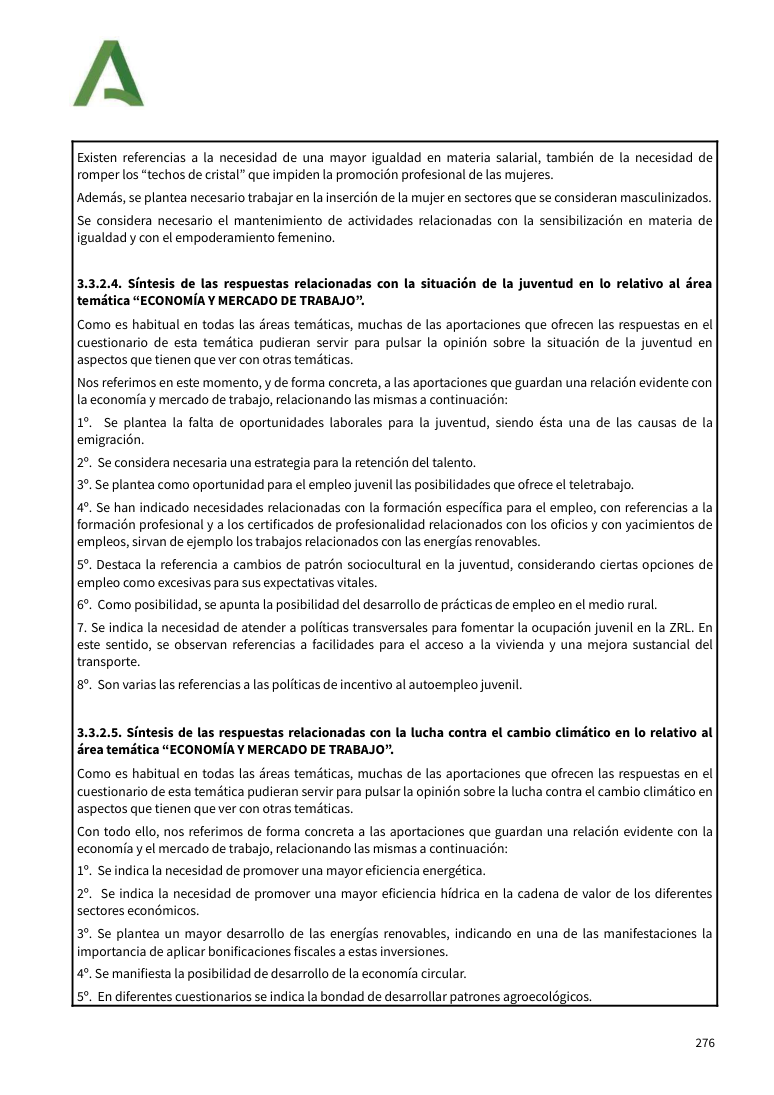 Existen referencias a la necesidad de una mayor igualdad en materia salarial, también de la necesidad de
romper los “techos de cristal” que impiden la promoción profesional de las mujeres.
Además, se plantea necesario trabajar en la inserción de la mujer en sectores que se consideran masculinizados.
Se considera necesario el mantenimiento de actividades relacionadas con la sensibilización en materia de
igualdad y con el empoderamiento femenino.
3.3.2.4. Síntesis de las respuestas relacionadas con la situación de la juventud en lo relativo al área
temática “ECONOMÍA Y MERCADO DE TRABAJO”.
Como es habitual en todas las áreas temáticas, muchas de las aportaciones que ofrecen las respuestas en el
cuestionario de esta temática pudieran servir para pulsar la opinión sobre la situación de la juventud en
aspectos que tienen que ver con otras temáticas.
Nos referimos en este momento, y de forma concreta, a las aportaciones que guardan una relación evidente con
la economía y mercado de trabajo, relacionando las mismas a continuación:
1º. Se plantea la falta de oportunidades laborales para la juventud, siendo ésta una de las causas de la
emigración.
2º. Se considera necesaria una estrategia para la retención del talento.
3º. Se plantea como oportunidad para el empleo juvenil las posibilidades que ofrece el teletrabajo.
4º. Se han indicado necesidades relacionadas con la formación específica para el empleo, con referencias a la
formación profesional y a los certificados de profesionalidad relacionados con los oficios y con yacimientos de
empleos, sirvan de ejemplo los trabajos relacionados con las energías renovables.
5º. Destaca la referencia a cambios de patrón sociocultural en la juventud, considerando ciertas opciones de
empleo como excesivas para sus expectativas vitales.
6º. Como posibilidad, se apunta la posibilidad del desarrollo de prácticas de empleo en el medio rural.
7. Se indica la necesidad de atender a políticas transversales para fomentar la ocupación juvenil en la ZRL. En
este sentido, se observan referencias a facilidades para el acceso a la vivienda y una mejora sustancial del
transporte.
8º. Son varias las referencias a las políticas de incentivo al autoempleo juvenil.
3.3.2.5. Síntesis de las respuestas relacionadas con la lucha contra el cambio climático en lo relativo al
área temática “ECONOMÍA Y MERCADO DE TRABAJO”.
Como es habitual en todas las áreas temáticas, muchas de las aportaciones que ofrecen las respuestas en el
cuestionario de esta temática pudieran servir para pulsar la opinión sobre la lucha contra el cambio climático en
aspectos que tienen que ver con otras temáticas.
Con todo ello, nos referimos de forma concreta a las aportaciones que guardan una relación evidente con la
economía y el mercado de trabajo, relacionando las mismas a continuación:
1º. Se indica la necesidad de promover una mayor eficiencia energética.
2º. Se indica la necesidad de promover una mayor eficiencia hídrica en la cadena de valor de los diferentes
sectores económicos.
3º. Se plantea un mayor desarrollo de las energías renovables, indicando en una de las manifestaciones la
importancia de aplicar bonificaciones fiscales a estas inversiones.
4º. Se manifiesta la posibilidad de desarrollo de la economía circular.
5º. En diferentes cuestionarios se indica la bondad de desarrollar patrones agroecológicos.
276